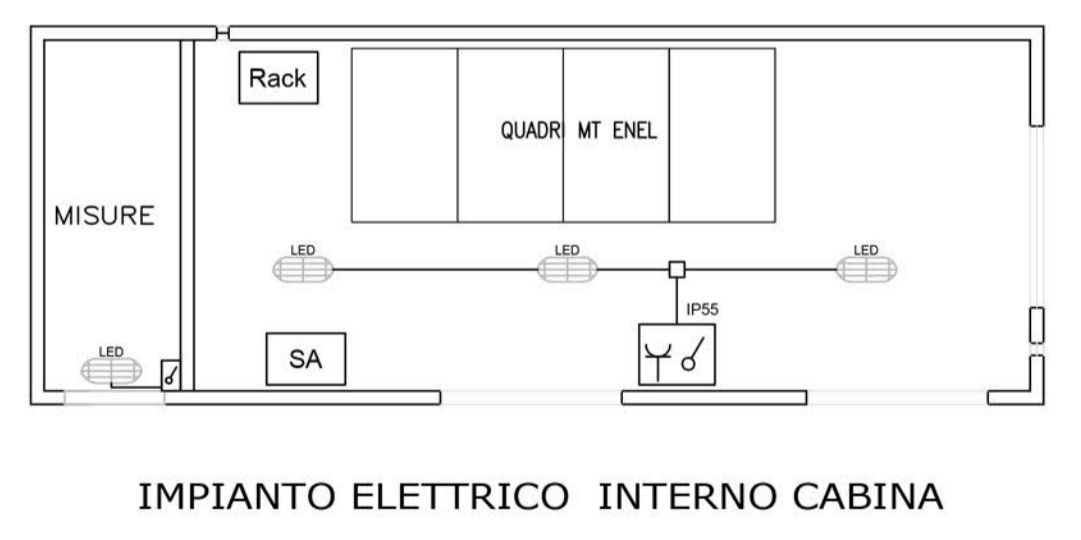 Rack
QUADRI MT ENEL
MISURE
LED
LED
LED
IP55
LED
SA
IMPIANTO ELETTRICO INTERNO CABINA